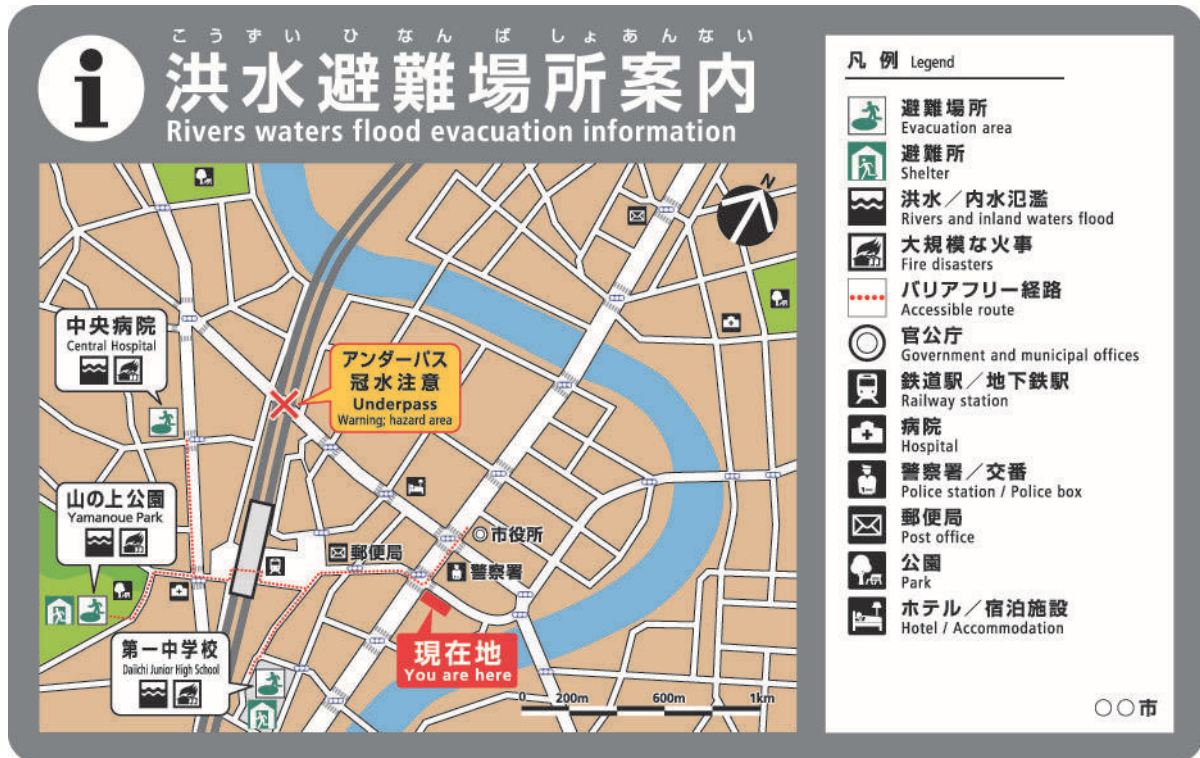 こうずいひなんばしょあんない
洪水避難場所案内
Rivers waters flood evacuation information
N
中央病院
Central Hospital
アンダーパス
冠水注意
Underpass
Warning; hazard area
山の上公園
Yamanoue Park
市役所
郵便局
警察署
第一中学校
Daiichi Junior High School
現在地
You are here
0 200m 600m 1km
凡例 Legend
避難場所
Evacuation area
避難所
Shelter
洪水/内水氾濫
Rivers and inland waters flood
大規模な火事
Fire disasters
バリアフリー経路
Accessible route
官公庁
Government and municipal offices
鉄道駅/地下鉄駅
Railway station
病院
Hospital
警察署/交番
Police station / Police box
郵便局
Post office
公園
Park
ホテル/宿泊施設
Hotel / Accommodation
○○市